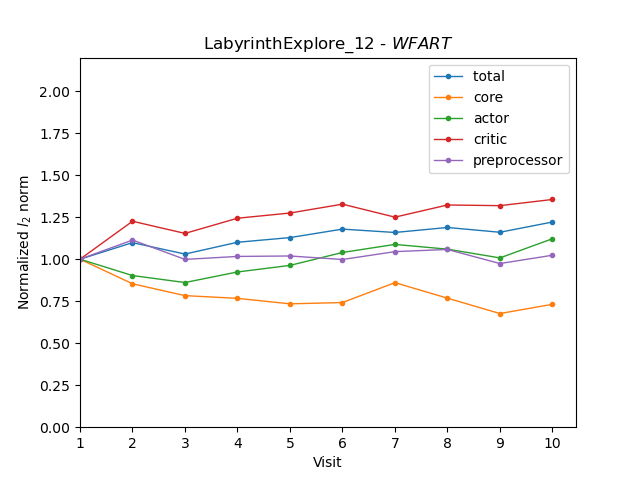 LabyrinthExplore_12 - WFART
total
core
actor
critic
preprocessor
Normalized l₂ norm
2.00
1.75
1.50
1.25
1.00
0.75
0.50
0.25
0.00
1 2 3 4 5 6 7 8 9 10
Visit